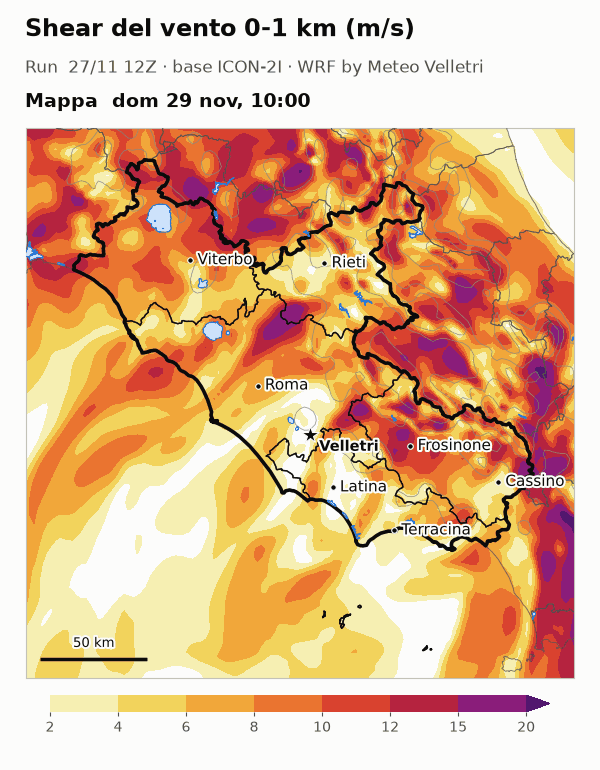 Shear del vento 0-1 km (m/s)
Run  27/11 12Z · base ICON-2I · WRF by Meteo Velletri
Mappa  dom 29 nov, 10:00
Viterbo
Rieti
Roma
Velletri
Frosinone
Latina
Cassino
Terracina
50 km
2 4 6 8 10 12 15 20